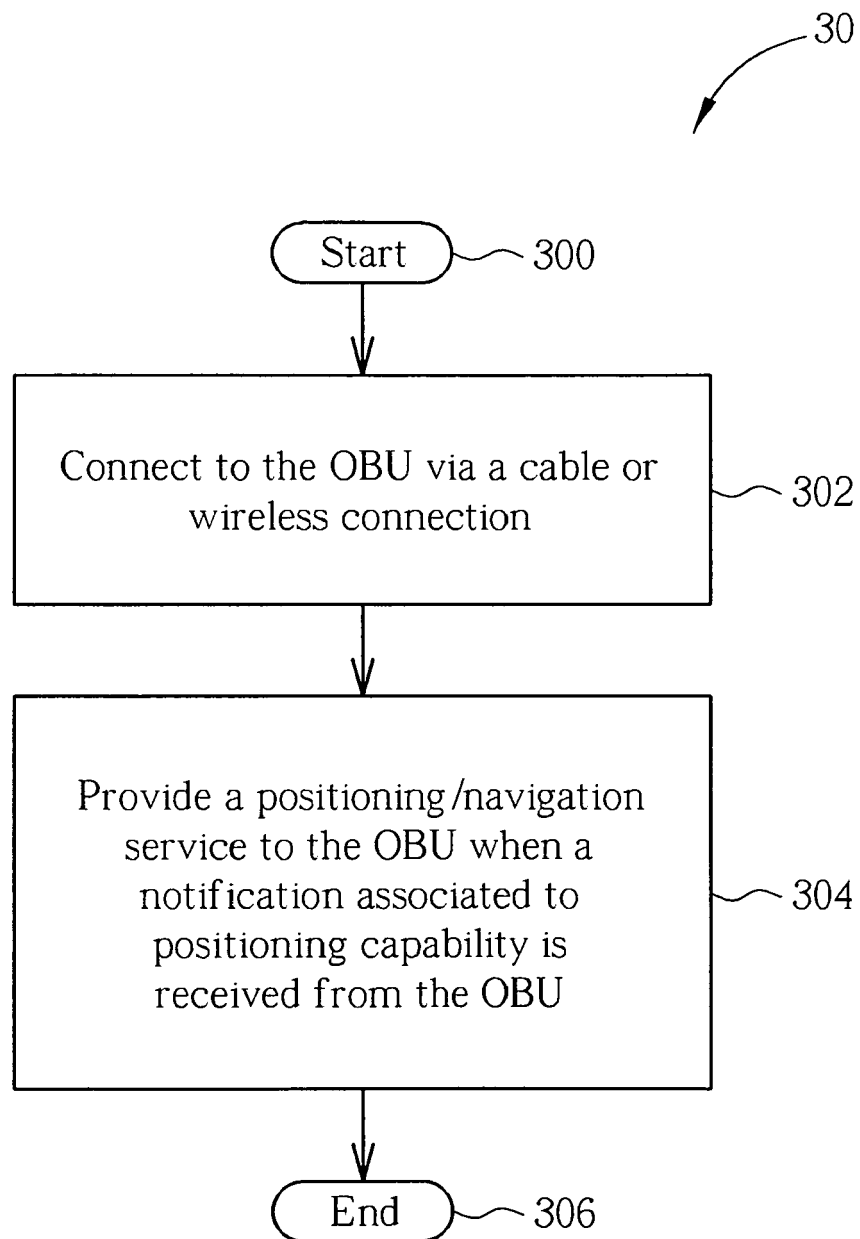 30
Start
300
Connect to the OBU via a cable or
wireless connection
302
Provide a positioning/navigation
service to the OBU when a
notification associated to
positioning capability is
received from the OBU
304
End
306